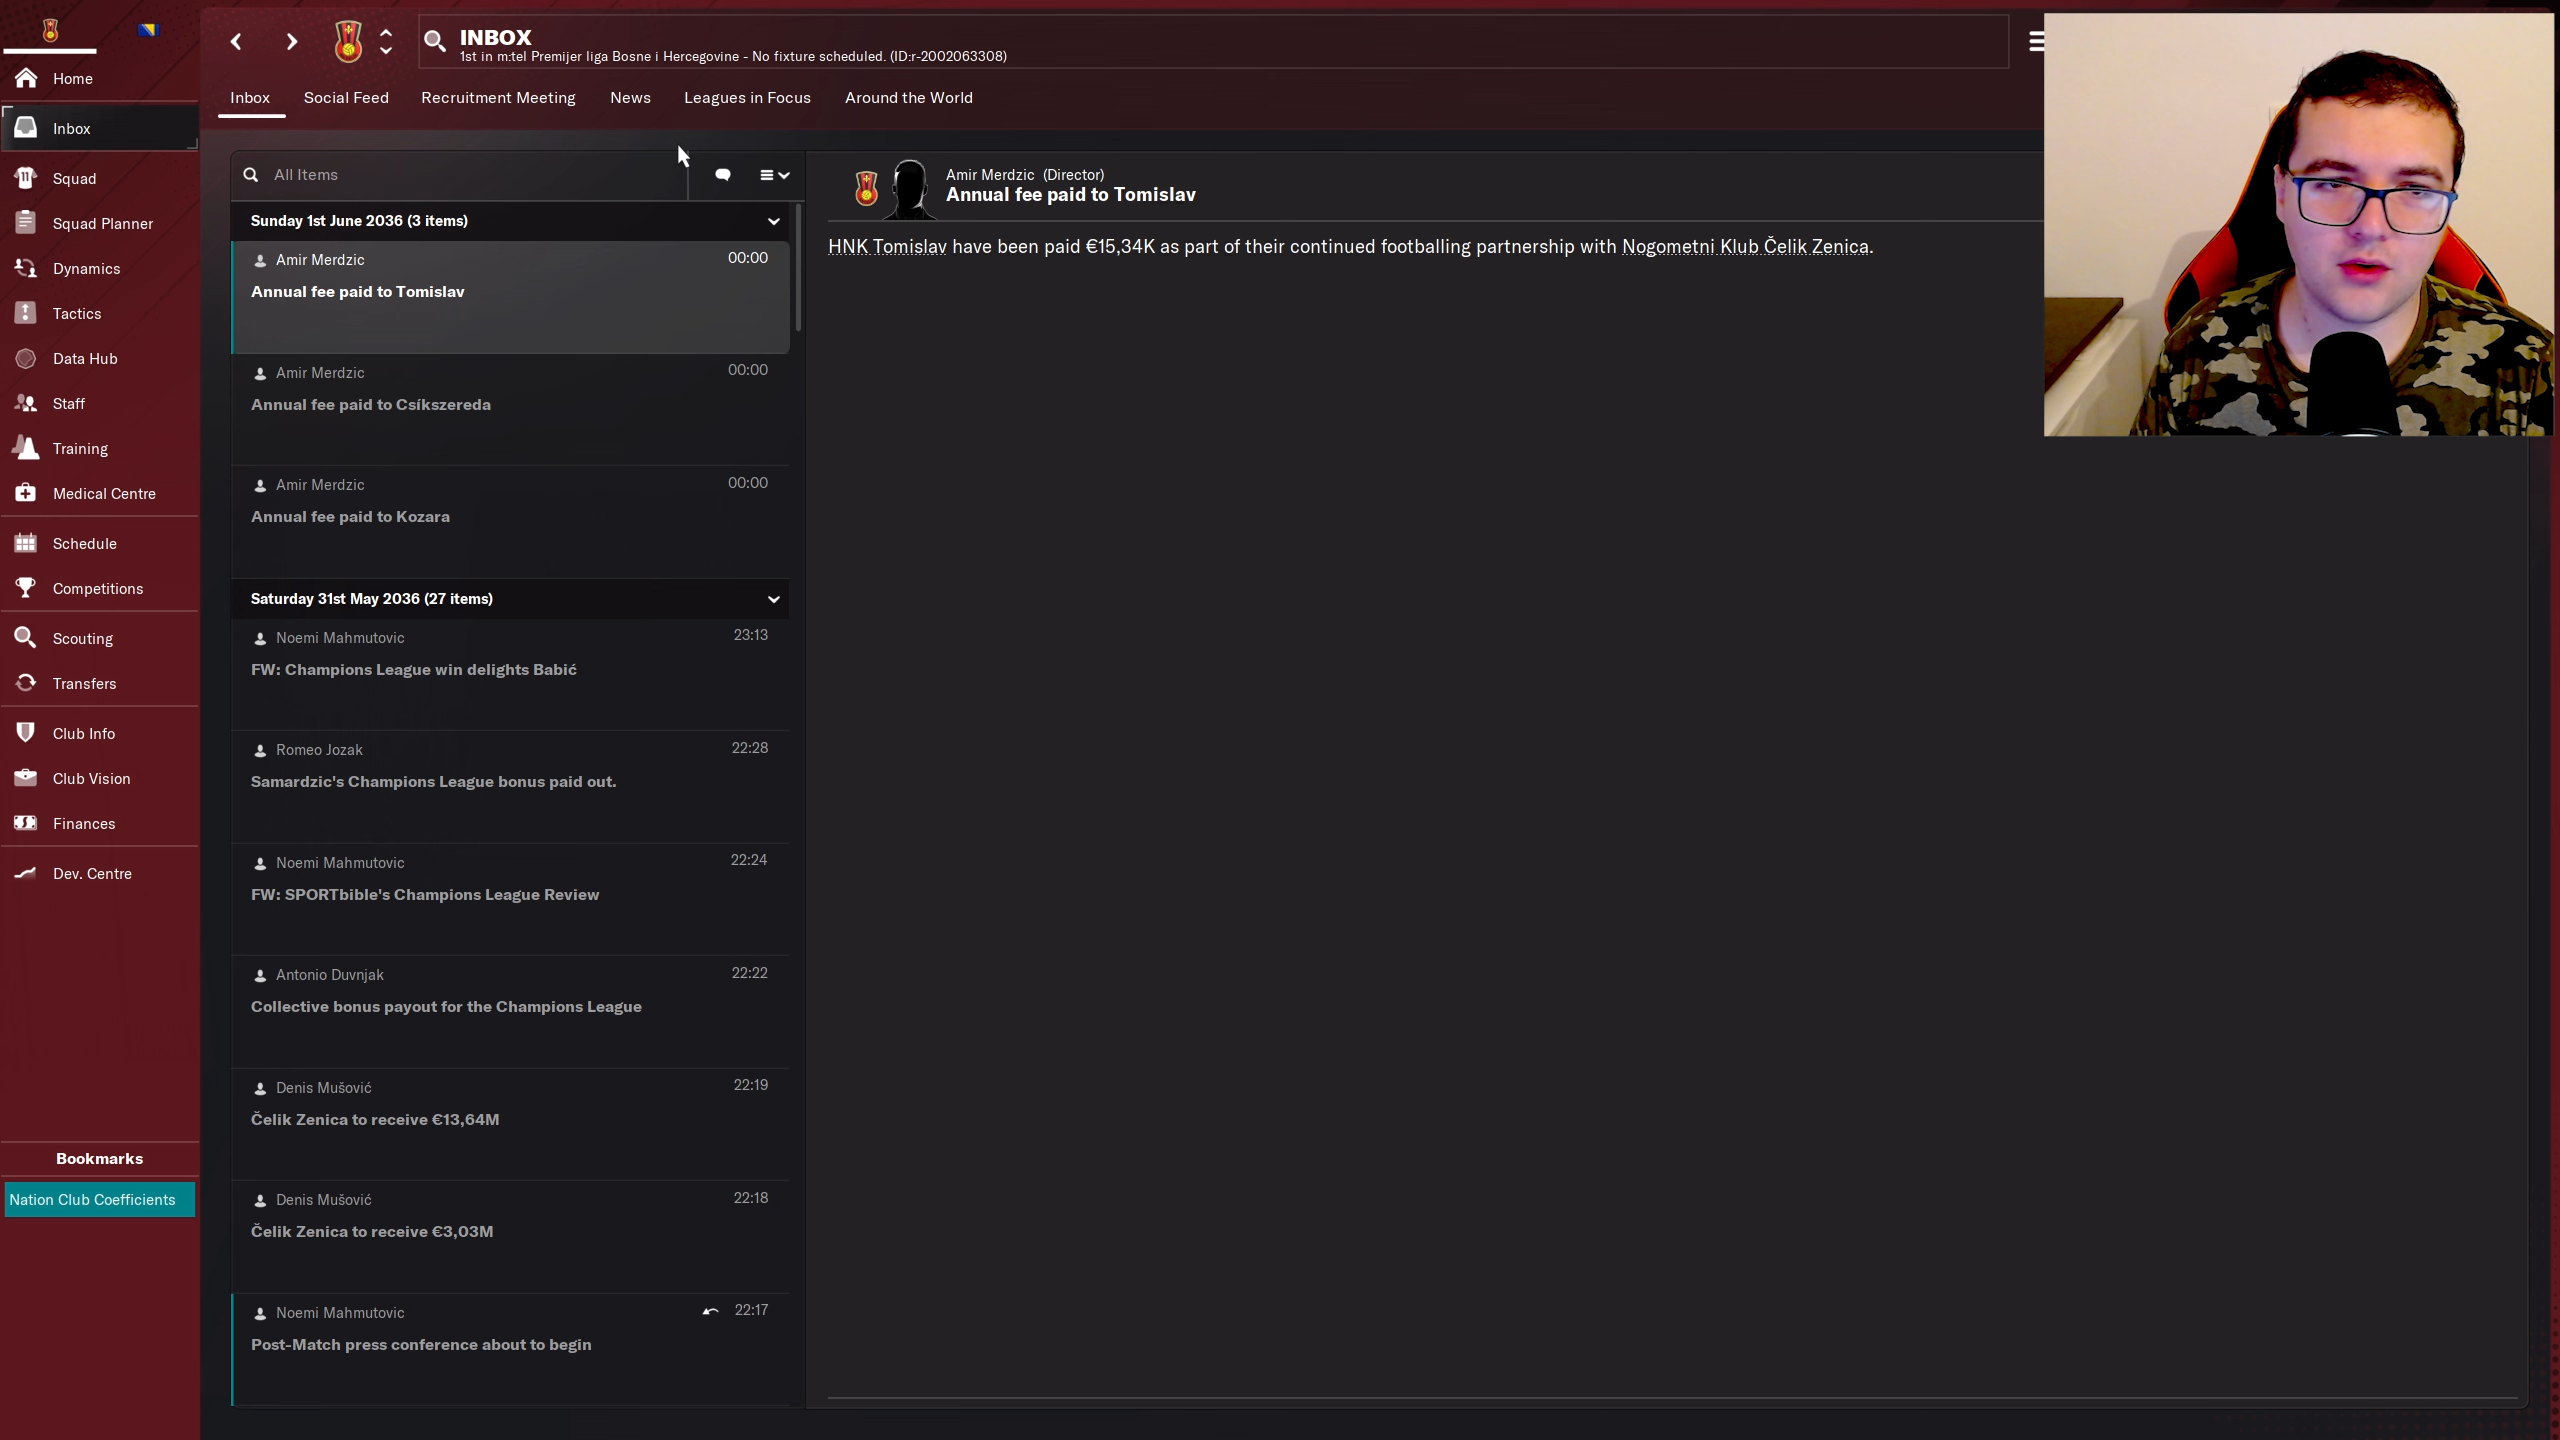 INBOX
1st in m:tel Premijer liga Bosne i Hercegovine - No fixture scheduled. (ID:r-2002063308)
Inbox
Social Feed
Recruitment Meeting
News
Leagues in Focus
Around the World
Home
Inbox
Squad
Squad Planner
Dynamics
Tactics
Data Hub
Staff
Training
Medical Centre
Schedule
Competitions
Scouting
Transfers
Club Info
Club Vision
Finances
Dev. Centre
Bookmarks
Nation Club Coefficients
All Items
Sunday 1st June 2036 (3 items)
Amir Merdzic 00:00
Annual fee paid to Tomislav
Amir Merdzic 00:00
Annual fee paid to Csíkszereda
Amir Merdzic 00:00
Annual fee paid to Kozara
Saturday 31st May 2036 (27 items)
Noemi Mahmutovic 23:13
FW: Champions League win delights Babić
Romeo Jozak 22:28
Samardzic's Champions League bonus paid out.
Noemi Mahmutovic 22:24
FW: SPORTbible's Champions League Review
Antonio Duvnjak 22:22
Collective bonus payout for the Champions League
Denis Mušović 22:19
Čelik Zenica to receive €13,64M
Denis Mušović 22:18
Čelik Zenica to receive €3,03M
Noemi Mahmutovic 22:17
Post-Match press conference about to begin
Amir Merdzic (Director)
Annual fee paid to Tomislav
HNK Tomislav have been paid €15,34K as part of their continued footballing partnership with Nogometni Klub Čelik Zenica.